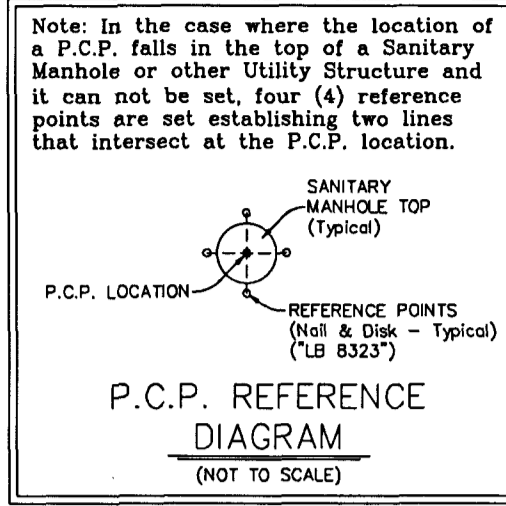 Note: In the case where the location of
a P.C.P. falls in the top of a Sanitary
Manhole or other Utility Structure and
it can not be set, four (4) reference
points are set establishing two lines
that intersect at the P.C.P. location.
SANITARY
MANHOLE TOP
(Typical)
P.C.P. LOCATION
REFERENCE POINTS
(Nail & Disk - Typical)
("LB 8323")
P.C.P. REFERENCE
DIAGRAM
(NOT TO SCALE)